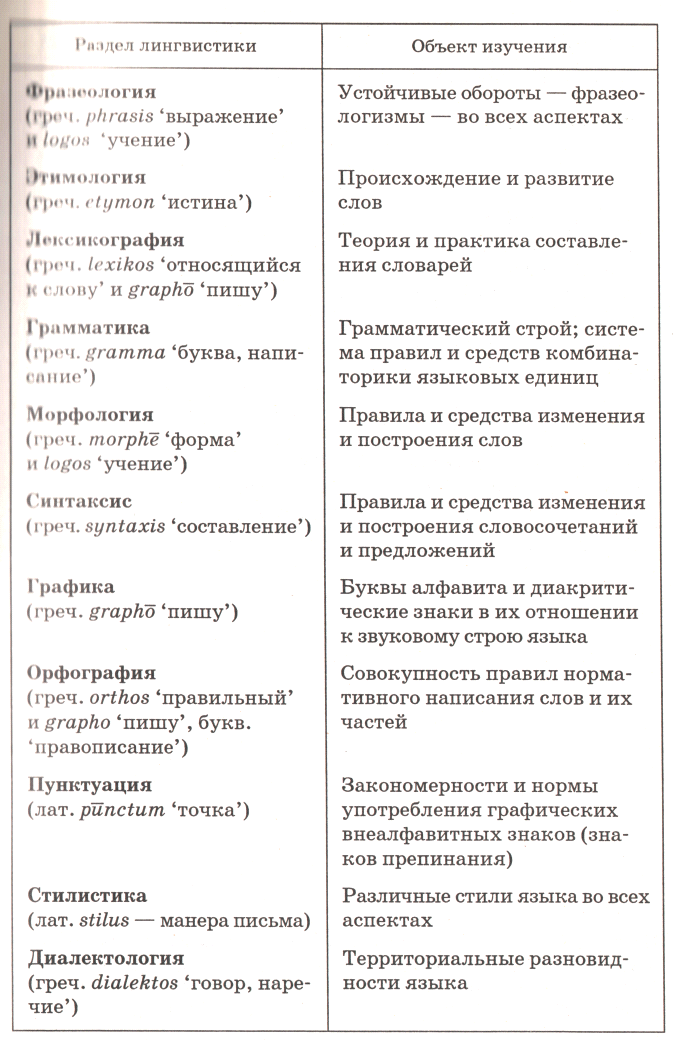 Раздел лингвистики
Объект изучения
Фразеология
(греч. phrasis ‘выражение’
и logos ‘учение’)
Устойчивые обороты — фразео-
логизмы — во всех аспектах
Этимология
(греч. etymon ‘истина’)
Происхождение и развитие
слов
Лексикография
(греч. lexikos ‘относящийся
к слову’ и graphō ‘пишу’)
Теория и практика составле-
ния словарей
Грамматика
(греч. gramma ‘буква, напи-
сание’)
Грамматический строй; систе-
ма правил и средств комбина-
торики языковых единиц
Морфология
(греч. morphē ‘форма’
и logos ‘учение’)
Правила и средства изменения
и построения слов
Синтаксис
(греч. syntaxis ‘составление’)
Правила и средства изменения
и построения словосочетаний
и предложений
Графика
(греч. graphō ‘пишу’)
Буквы алфавита и диакрити-
ческие знаки в их отношении
к звуковому строю языка
Орфография
(греч. orthos ‘правильный’
и grapho ‘пишу’, букв.
‘правописание’)
Совокупность правил норма-
тивного написания слов и их
частей
Пунктуация
(лат. pūnctum ‘точка’)
Закономерности и нормы
употребления графических
внеалфавитных знаков (зна-
ков препинания)
Стилистика
(лат. stilus — манера письма)
Различные стили языка во всех
аспектах
Диалектология
(греч. dialektos ‘говор, наре-
чие’)
Территориальные разновид-
ности языка